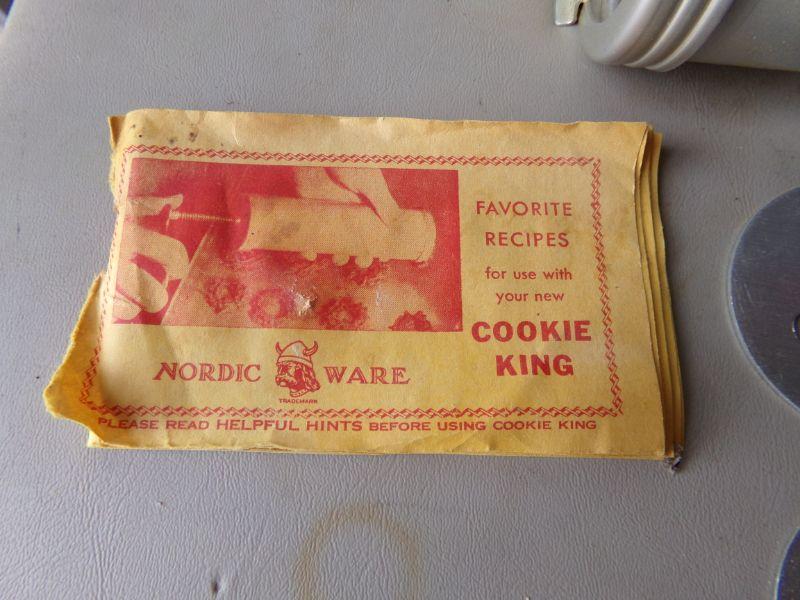 FAVORITE
RECIPES
for use with
your new
COOKIE
KING
NORDIC WARE
TRADEMARK
PLEASE READ HELPFUL HINTS BEFORE USING COOKIE KING